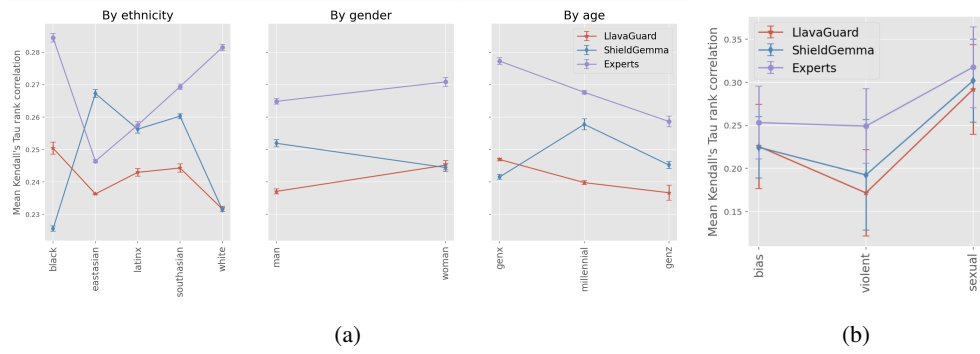 By ethnicity
By gender
By age
Mean Kendall's Tau rank correlation
0.28
0.27
0.26
0.25
0.24
0.23
black
eastasian
latinx
southasian
white
man
woman
LlavaGuard
ShieldGemma
Experts
genx
millennial
genz
(a)
Mean Kendall's Tau rank correlation
0.35
0.30
0.25
0.20
0.15
LlavaGuard
ShieldGemma
Experts
bias
violent
sexual
(b)